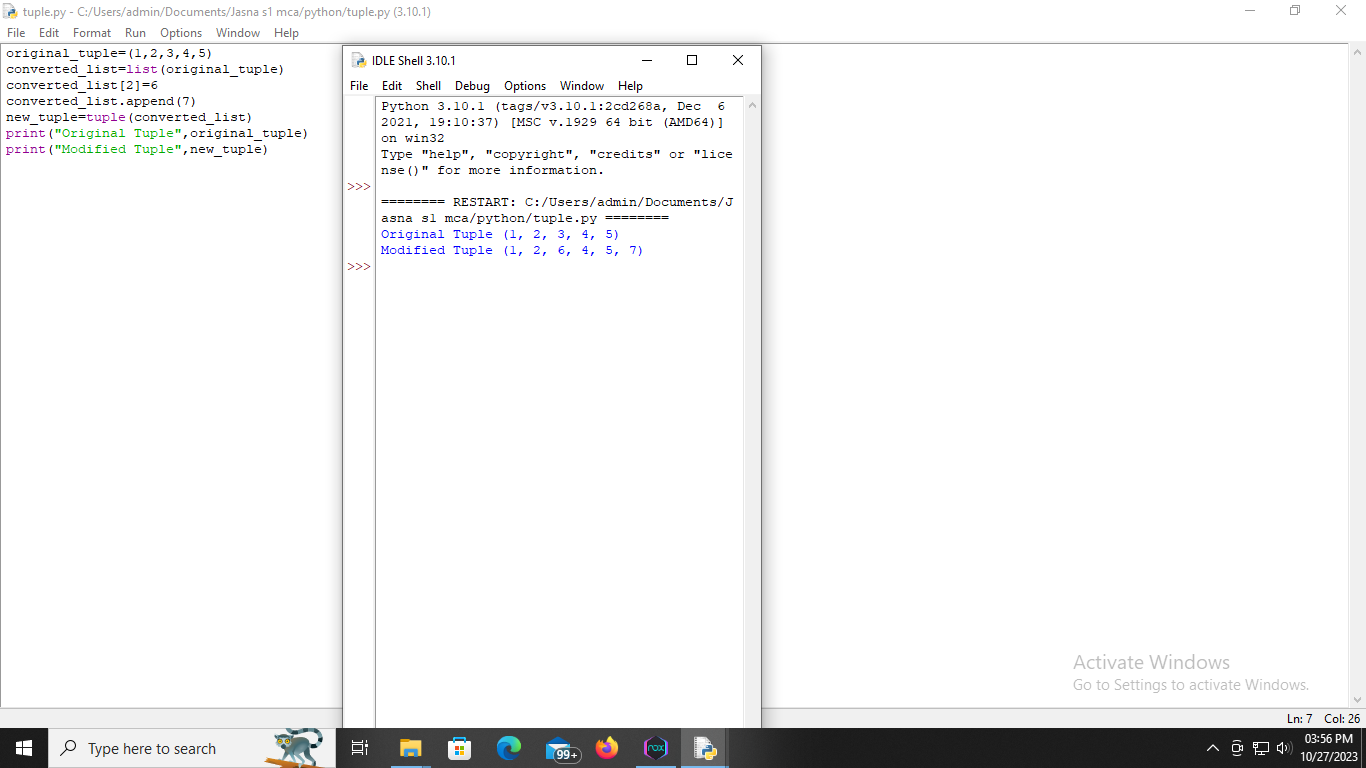 tuple.py - C:/Users/admin/Documents/Jasna s1 mca/python/tuple.py (3.10.1)
File Edit Format Run Options Window Help
original_tuple=(1,2,3,4,5)
converted_list=list(original_tuple)
converted_list[2]=6
converted_list.append(7)
new_tuple=tuple(converted_list)
print("Original Tuple",original_tuple)
print("Modified Tuple",new_tuple)
IDLE Shell 3.10.1
File Edit Shell Debug Options Window Help
Python 3.10.1 (tags/v3.10.1:2cd268a, Dec  6
2021, 19:10:37) [MSC v.1929 64 bit (AMD64)]
on win32
Type "help", "copyright", "credits" or "lice
nse()" for more information.
>>>
======== RESTART: C:/Users/admin/Documents/J
asna s1 mca/python/tuple.py ========
Original Tuple (1, 2, 3, 4, 5)
Modified Tuple (1, 2, 6, 4, 5, 7)
>>>
Activate Windows
Go to Settings to activate Windows.
Ln: 7 Col: 26
Type here to search
99+
nox
03:56 PM
10/27/2023